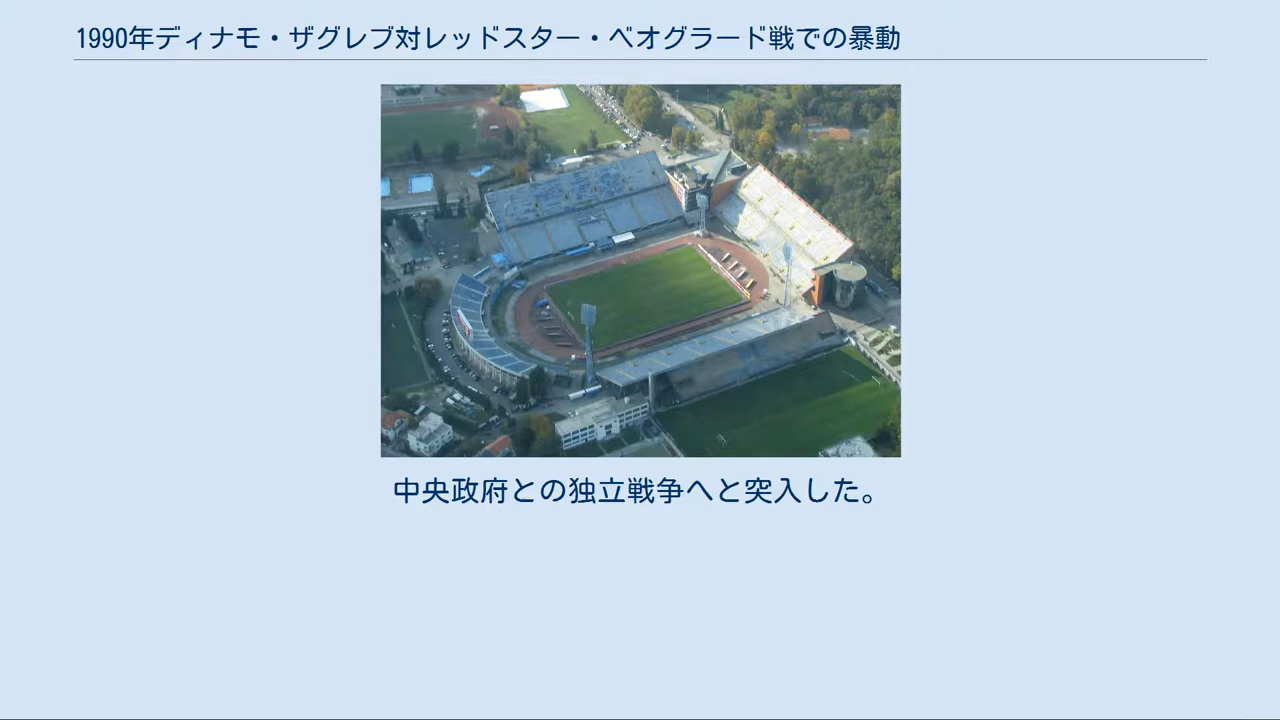 1990年ディナモ・ザグレブ対レッドスター・ベオグラード戦での暴動
中央政府との独立戦争へと突入した。